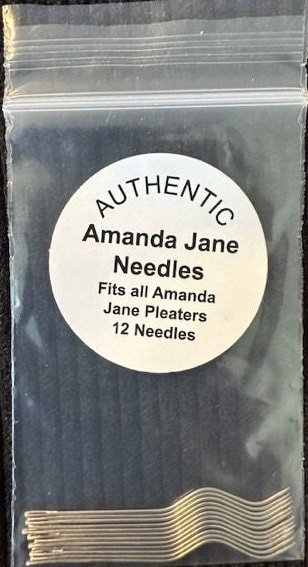 AUTHENTIC
Amanda Jane
Needles
Fits all Amanda
Jane Pleaters
12 Needles